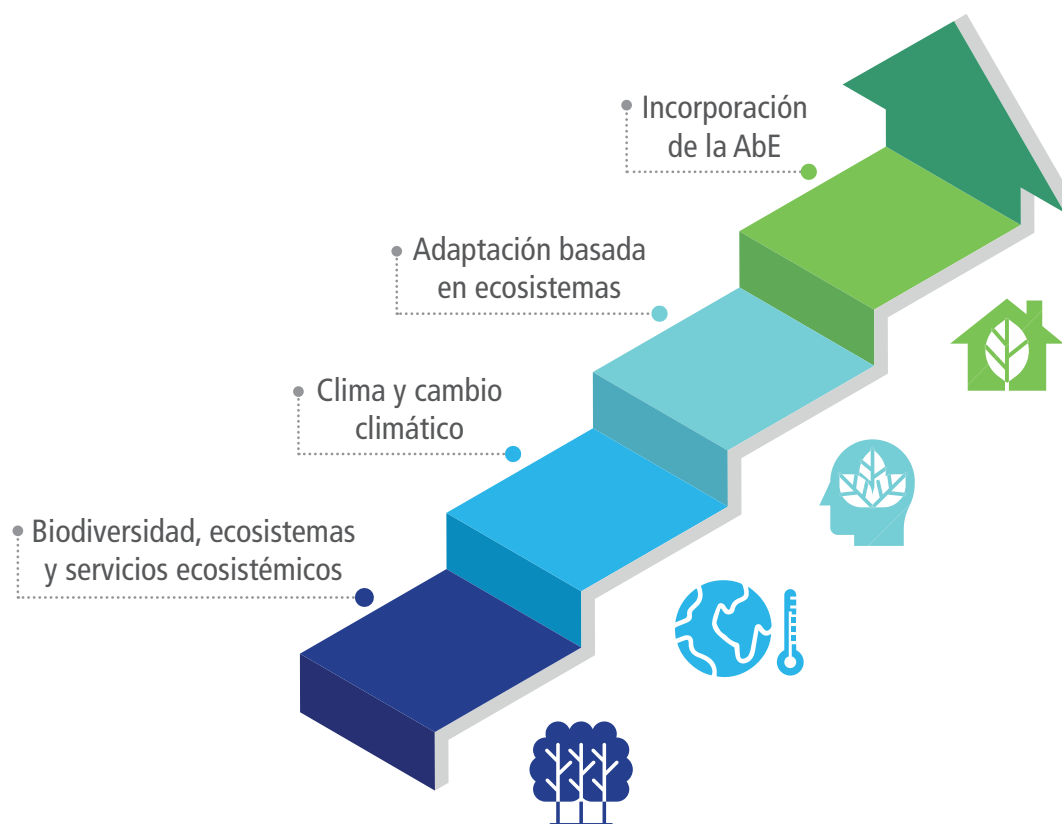 Incorporación
de la AbE
Adaptación basada
en ecosistemas
Clima y cambio
climático
Biodiversidad, ecosistemas
y servicios ecosistémicos